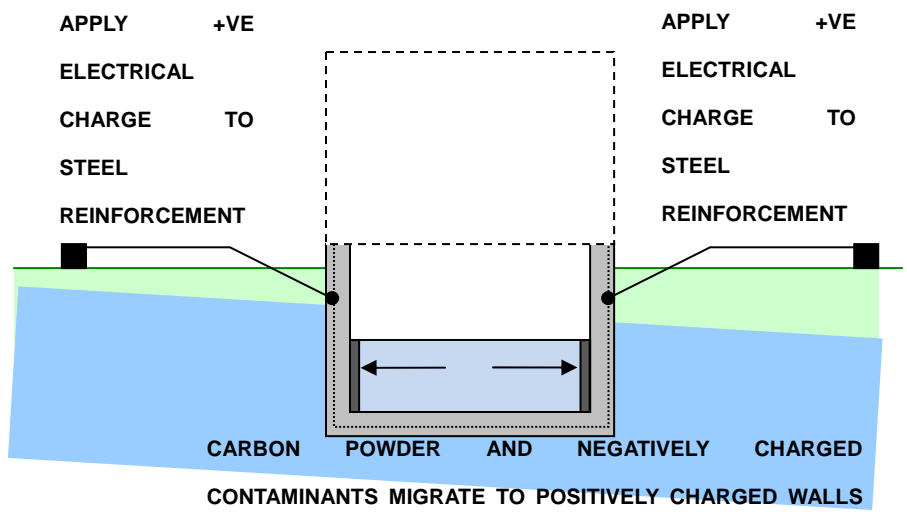 APPLY +VE
ELECTRICAL
CHARGE TO
STEEL
REINFORCEMENT
APPLY +VE
ELECTRICAL
CHARGE TO
STEEL
REINFORCEMENT
CARBON POWDER AND NEGATIVELY CHARGED
CONTAMINANTS MIGRATE TO POSITIVELY CHARGED WALLS